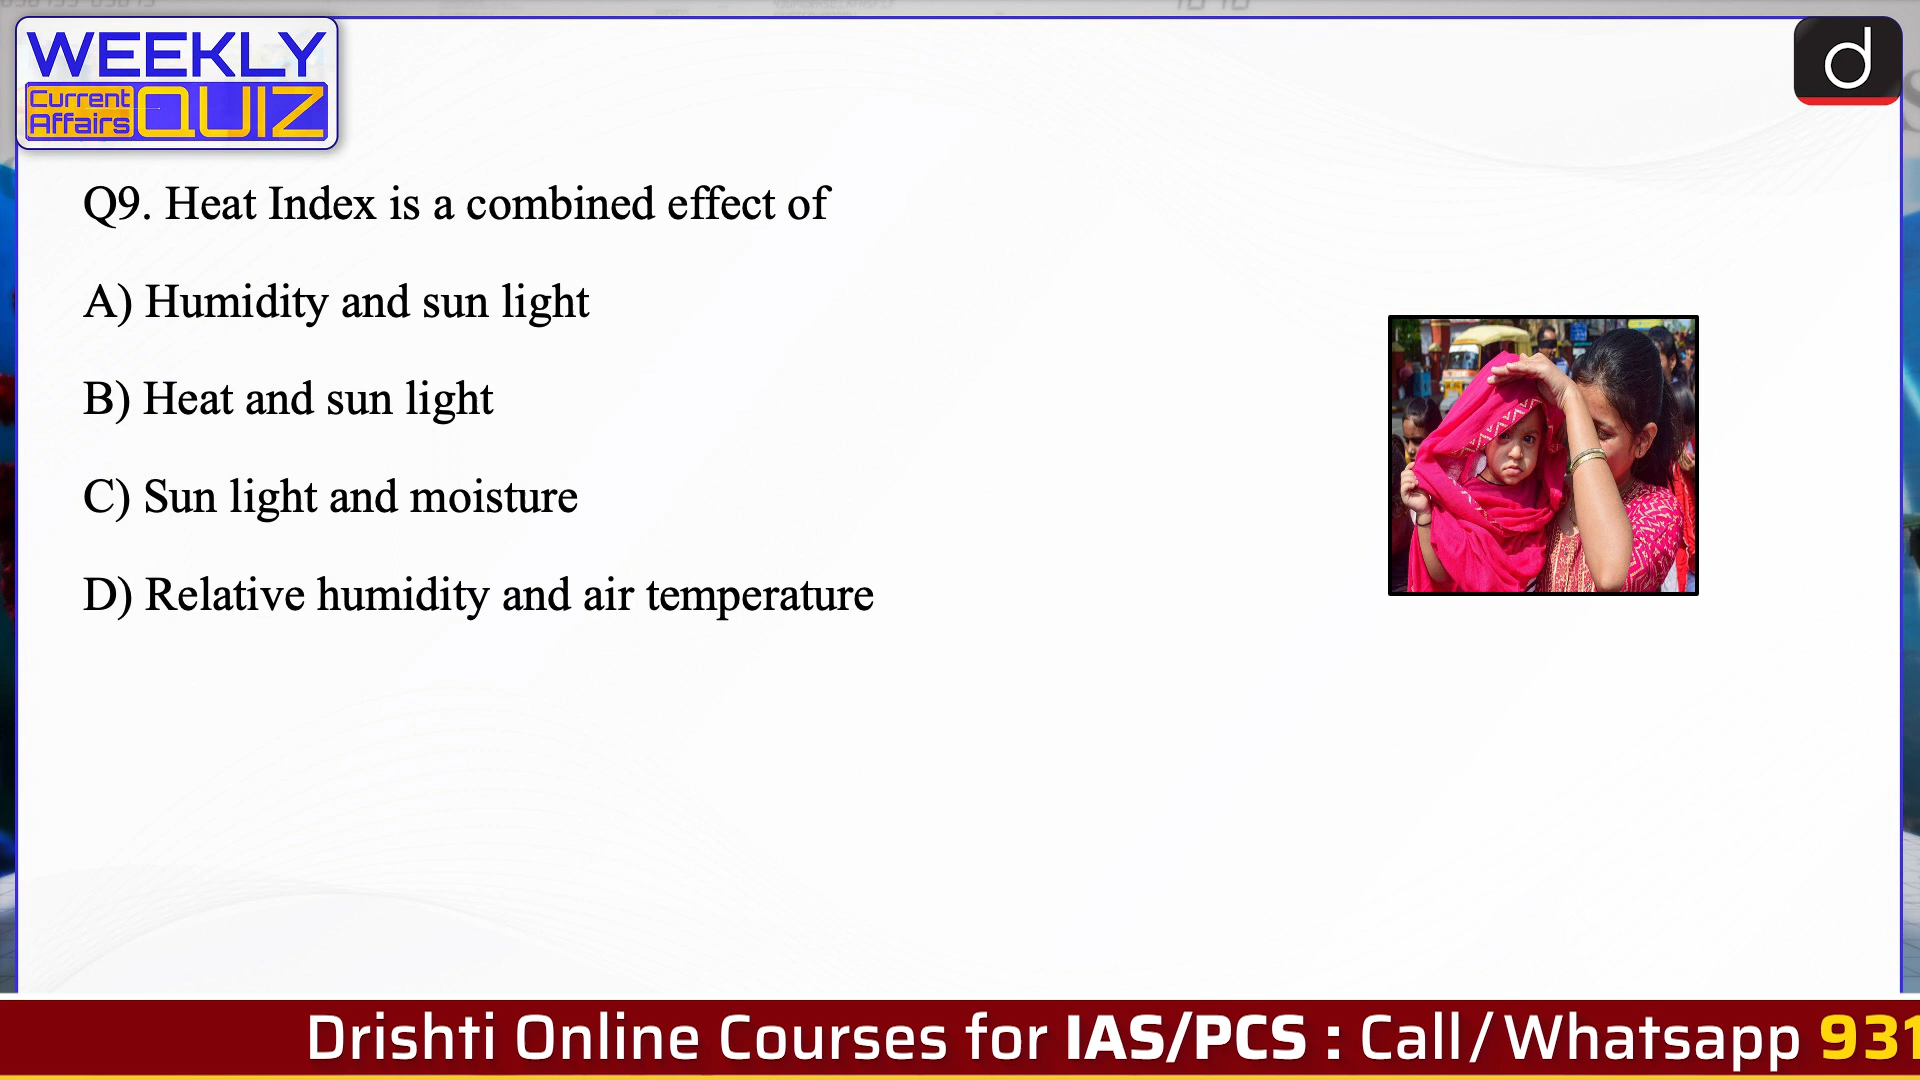 WEEKLY
Current
Affairs
QUIZ
d
Q9. Heat Index is a combined effect of
A) Humidity and sun light
B) Heat and sun light
C) Sun light and moisture
D) Relative humidity and air temperature
Drishti Online Courses for IAS/PCS : Call/Whatsapp 931